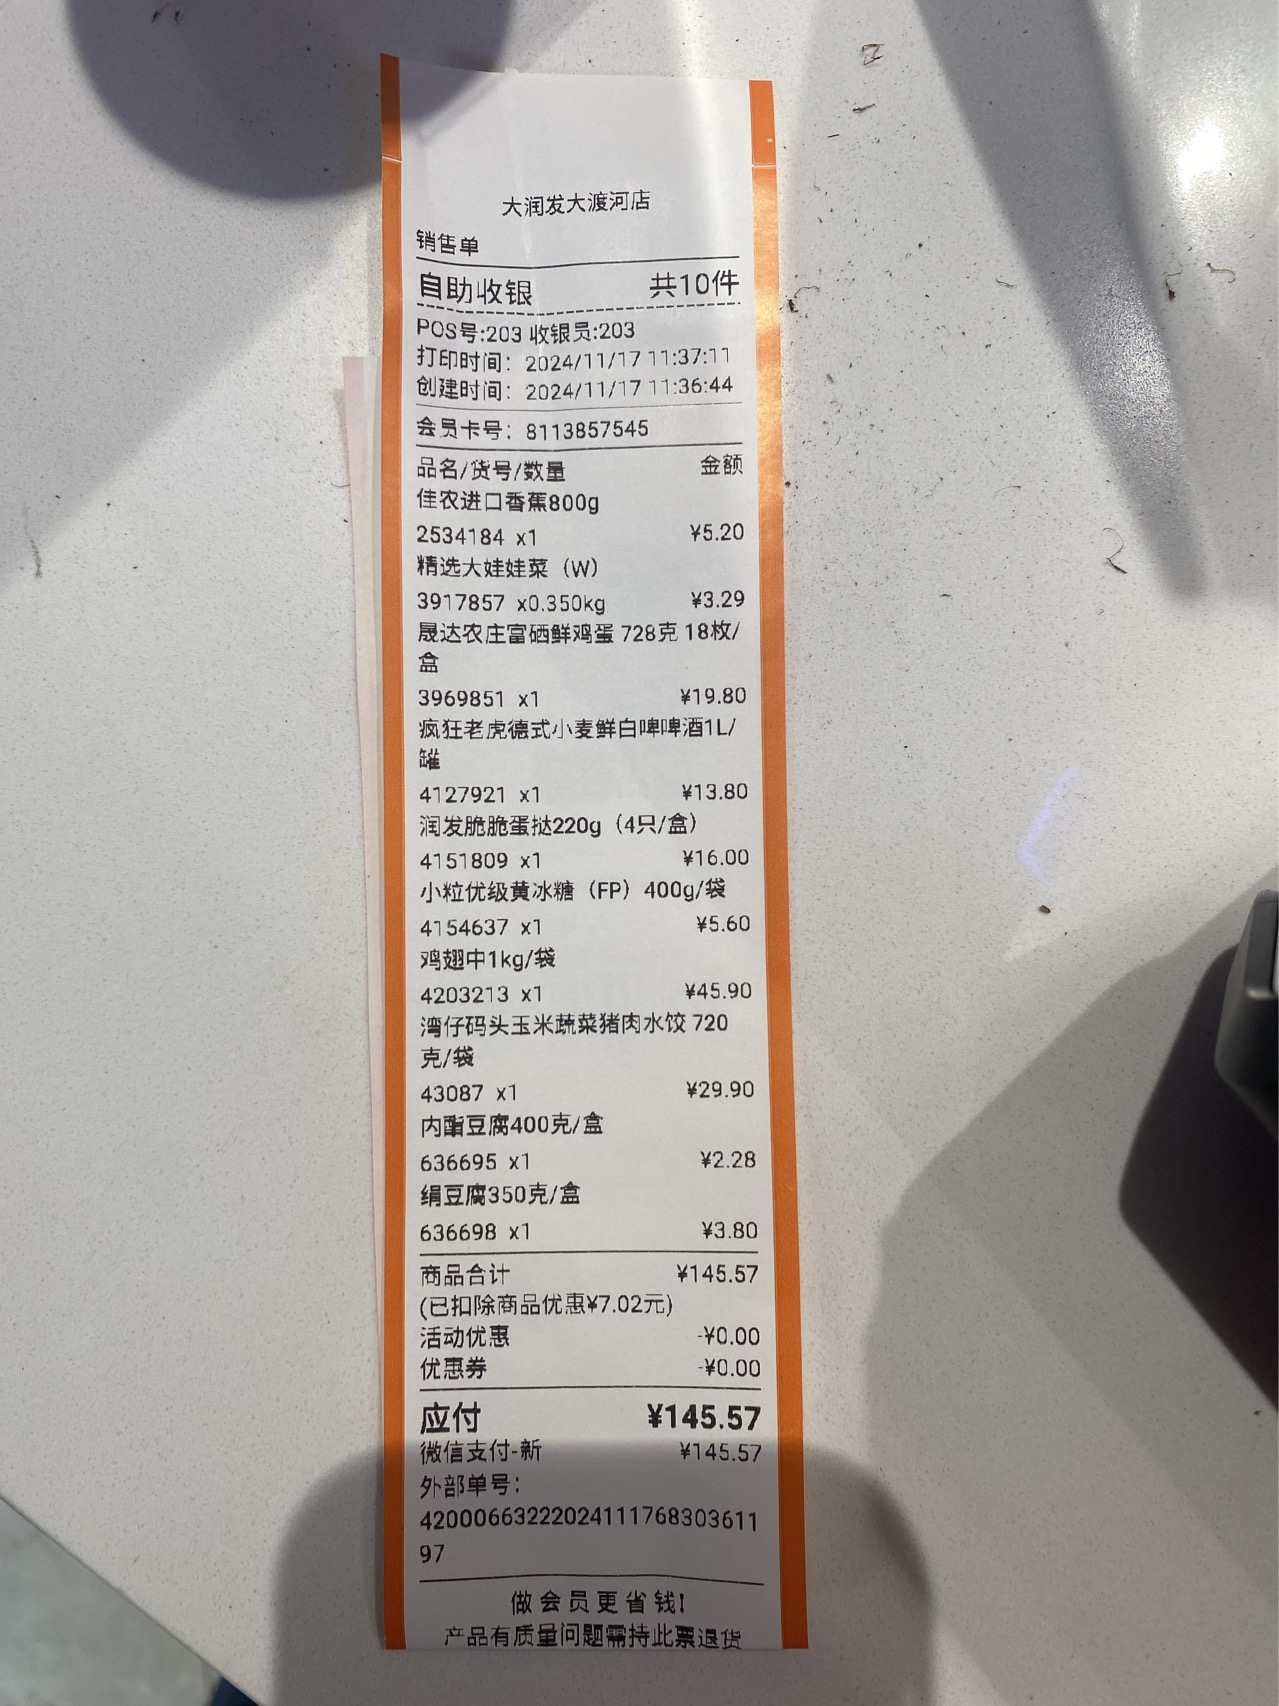 大润发大渡河店
销售单
自助收银 共10件
POS号:203 收银员:203
打印时间：2024/11/17 11:37:11
创建时间：2024/11/17 11:36:44
会员卡号：8113857545
品名/货号/数量 金额
佳农进口香蕉800g
2534184 x1 ¥5.20
精选大娃娃菜（W）
3917857 x0.350kg ¥3.29
晟达农庄富硒鲜鸡蛋 728克 18枚/
盒
3969851 x1 ¥19.80
疯狂老虎德式小麦鲜白啤啤酒1L/
罐
4127921 x1 ¥13.80
润发脆脆蛋挞220g（4只/盒）
4151809 x1 ¥16.00
小粒优级黄冰糖（FP）400g/袋
4154637 x1 ¥5.60
鸡翅中1kg/袋
4203213 x1 ¥45.90
湾仔码头玉米蔬菜猪肉水饺 720
克/袋
43087 x1 ¥29.90
内酯豆腐400克/盒
636695 x1 ¥2.28
绢豆腐350克/盒
636698 x1 ¥3.80
商品合计 ¥145.57
(已扣除商品优惠¥7.02元)
活动优惠 -¥0.00
优惠券 -¥0.00
应付 ¥145.57
微信支付-新 ¥145.57
外部单号：
42000663222024111768303611
97
做会员更省钱!
产品有质量问题需持此票退货